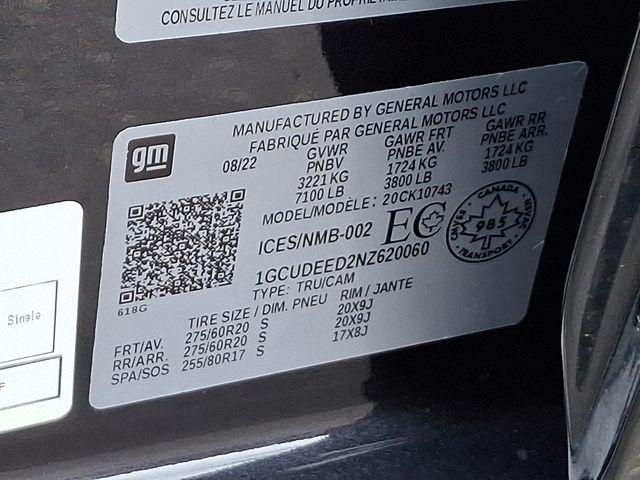 CONSULTEZ LE MANUEL DU PROPRIÉTAIRE
gm
MANUFACTURED BY GENERAL MOTORS LLC
FABRIQUÉ PAR GENERAL MOTORS LLC
08/22 GVWR GAWR FRT GAWR RR
PNBV PNBE AV. PNBE ARR.
3221 KG 1724 KG 1724 KG
7100 LB 3800 LB 3800 LB
MODEL/MODÈLE: 20CK10743
ICES/NMB-002 EC
CANADA
985
TRANSPORT
1GCUDEED2NZ620060
TYPE: TRU/CAM
618G
TIRE SIZE / DIM. PNEU RIM / JANTE
FRT/AV. 275/60R20 S 20X9J
RR/ARR. 275/60R20 S 20X9J
SPA/SOS 255/80R17 S 17X8J
Single
F